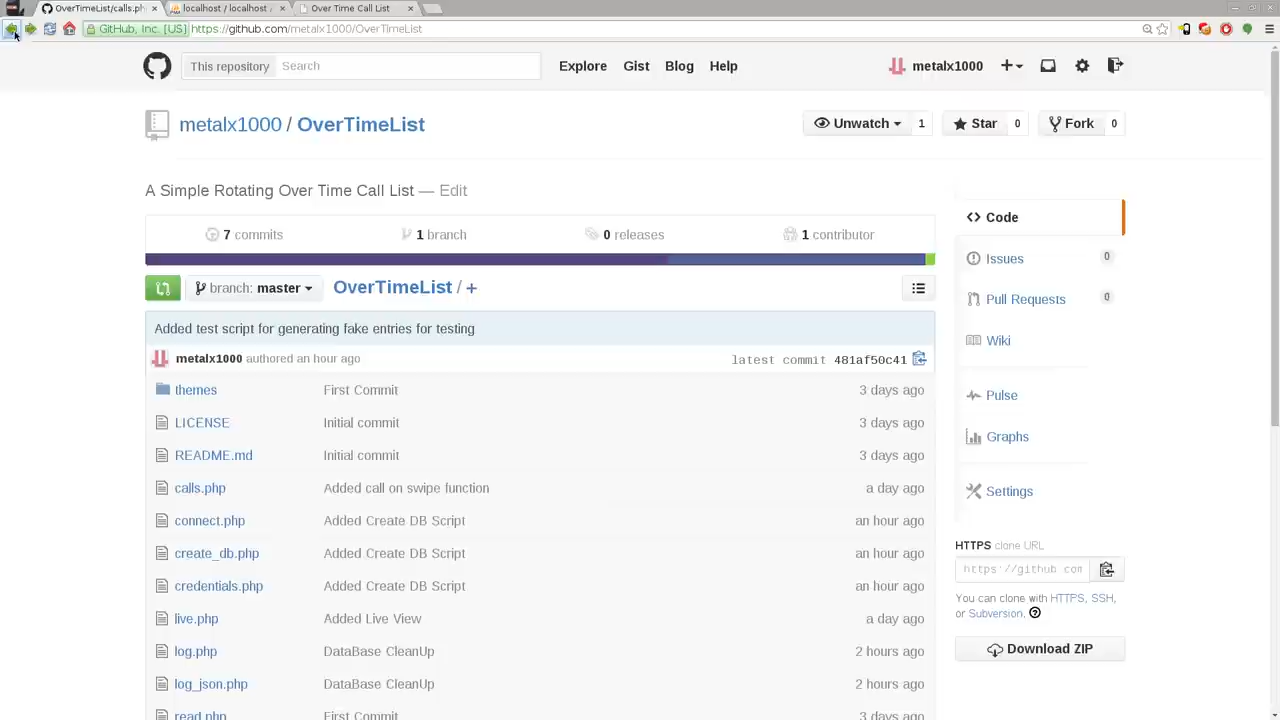 OverTimeList/calls.ph
localhost / localhost /
Over Time Call List
GitHub, Inc. [US] https://github.com/metalx1000/OverTimeList
This repository Search Explore Gist Blog Help metalx1000
metalx1000 / OverTimeList
Unwatch 1 Star 0 Fork 0
A Simple Rotating Over Time Call List — Edit
7 commits 1 branch 0 releases 1 contributor
branch: master OverTimeList / +
Added test script for generating fake entries for testing
metalx1000 authored an hour ago latest commit 481af50c41
themes First Commit 3 days ago
LICENSE Initial commit 3 days ago
README.md Initial commit 3 days ago
calls.php Added call on swipe function a day ago
connect.php Added Create DB Script an hour ago
create_db.php Added Create DB Script an hour ago
credentials.php Added Create DB Script an hour ago
live.php Added Live View a day ago
log.php DataBase CleanUp 2 hours ago
log_json.php DataBase CleanUp 2 hours ago
read.php First Commit 3 days ago
Code
Issues 0
Pull Requests 0
Wiki
Pulse
Graphs
Settings
HTTPS clone URL
https://github.com
You can clone with HTTPS, SSH,
or Subversion.
Download ZIP